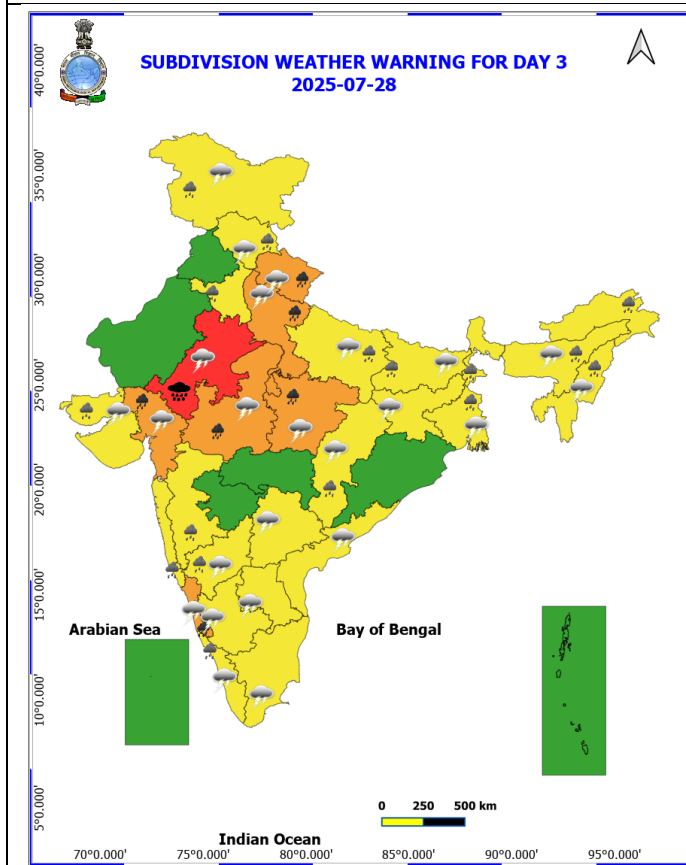 SUBDIVISION WEATHER WARNING FOR DAY 3
2025-07-28
40°0.000'
35°0.000'
30°0.000'
25°0.000'
20°0.000'
15°0.000'
10°0.000'
5°0.000'
Arabian Sea
Bay of Bengal
0 250 500 km
Indian Ocean
70°0.000' 75°0.000' 80°0.000' 85°0.000' 90°0.000' 95°0.000'